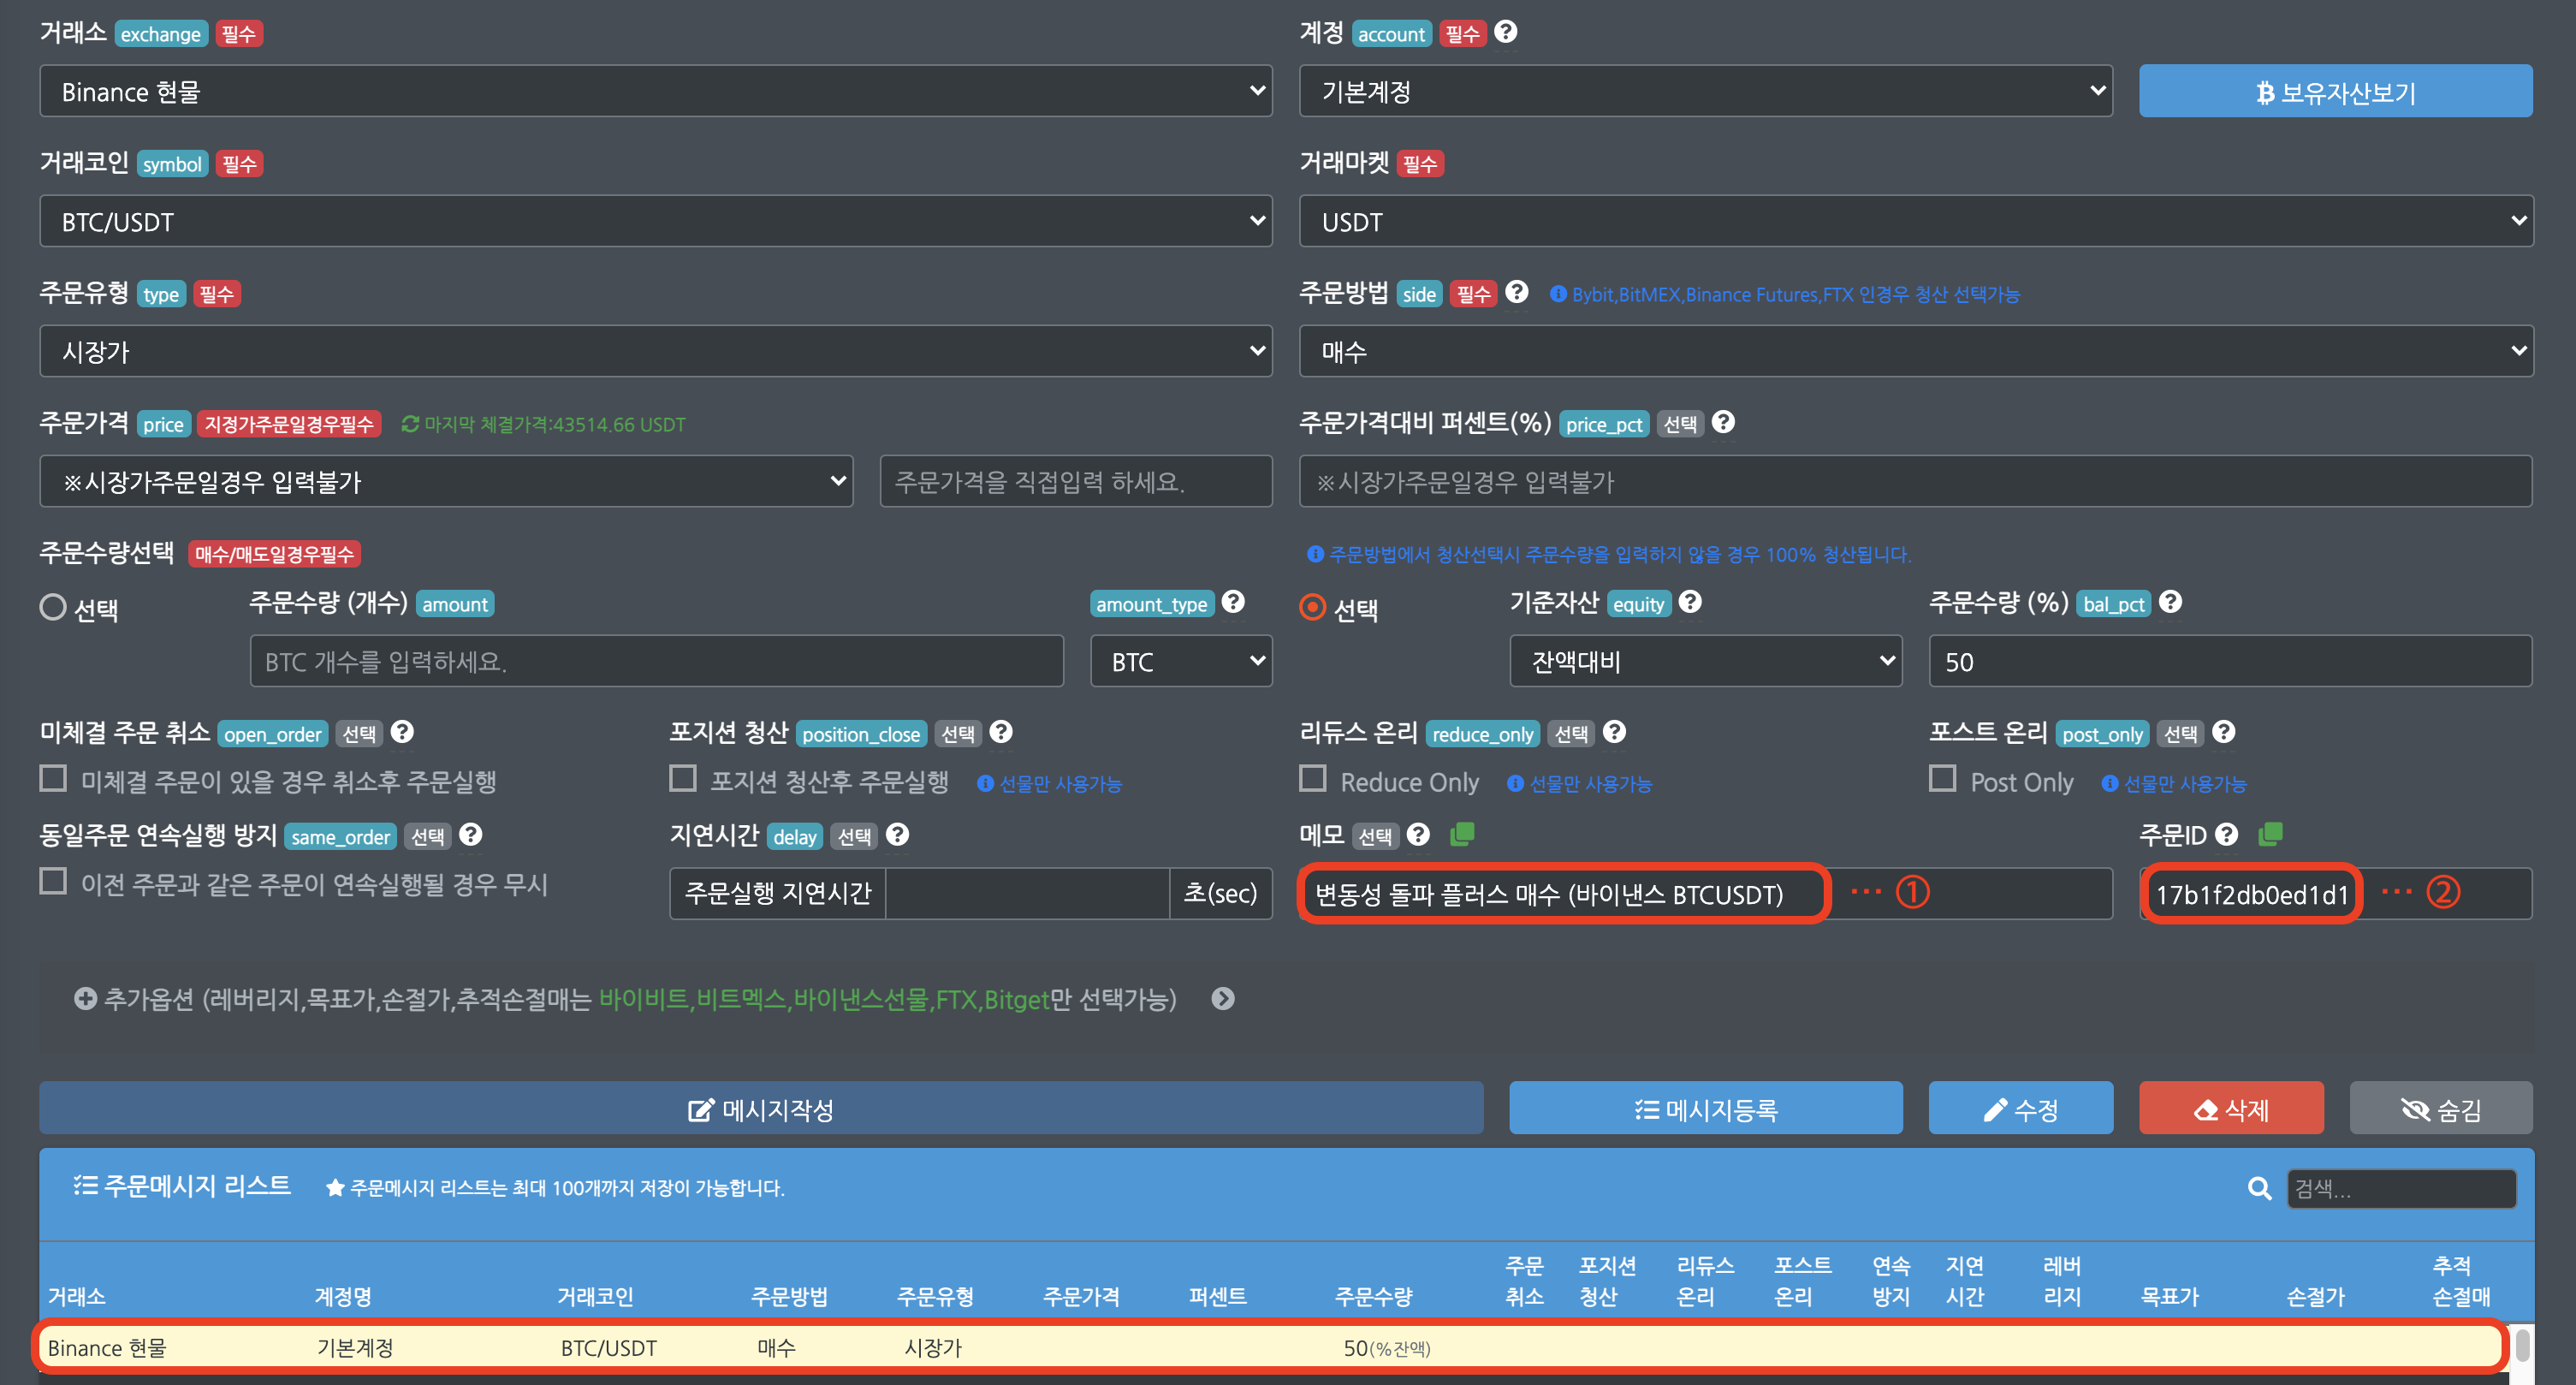 거래소 exchange 필수
계정 account 필수 ?
Binance 현물
기본계정
보유자산보기
거래코인 symbol 필수
거래마켓 필수
BTC/USDT
USDT
주문유형 type 필수
주문방법 side 필수 ? Bybit,BitMEX,Binance Futures,FTX 인경우 청산 선택가능
시장가
매수
주문가격 price 지정가주문일경우필수 마지막 체결가격:43514.66 USDT
주문가격대비 퍼센트(%) price_pct 선택 ?
※시장가주문일경우 입력불가
주문가격을 직접입력 하세요.
※시장가주문일경우 입력불가
주문수량선택 매수/매도일경우필수
주문방법에서 청산선택시 주문수량을 입력하지 않을 경우 100% 청산됩니다.
선택
주문수량 (개수) amount
amount_type ?
선택
기준자산 equity ?
주문수량 (%) bal_pct ?
BTC 개수를 입력하세요.
BTC
잔액대비
50
미체결 주문 취소 open_order 선택 ?
포지션 청산 position_close 선택 ?
리듀스 온리 reduce_only 선택 ?
포스트 온리 post_only 선택 ?
미체결 주문이 있을 경우 취소후 주문실행
포지션 청산후 주문실행 선물만 사용가능
Reduce Only 선물만 사용가능
Post Only 선물만 사용가능
동일주문 연속실행 방지 same_order 선택 ?
지연시간 delay 선택 ?
메모 선택 ?
주문ID ?
이전 주문과 같은 주문이 연속실행될 경우 무시
주문실행 지연시간
초(sec)
변동성 돌파 플러스 매수 (바이낸스 BTCUSDT) ··· ①
17b1f2db0ed1d1 ··· ②
추가옵션 (레버리지,목표가,손절가,추적손절매는 바이비트,비트멕스,바이낸스선물,FTX,Bitget만 선택가능)
메시지작성
메시지등록
수정
삭제
숨김
주문메시지 리스트 ★ 주문메시지 리스트는 최대 100개까지 저장이 가능합니다.
검색...
거래소 계정명 거래코인 주문방법 주문유형 주문가격 퍼센트 주문수량 주문취소 포지션청산 리듀스온리 포스트온리 연속방지 지연시간 레버리지 목표가 손절가 추적손절매
Binance 현물 기본계정 BTC/USDT 매수 시장가 50(%잔액)